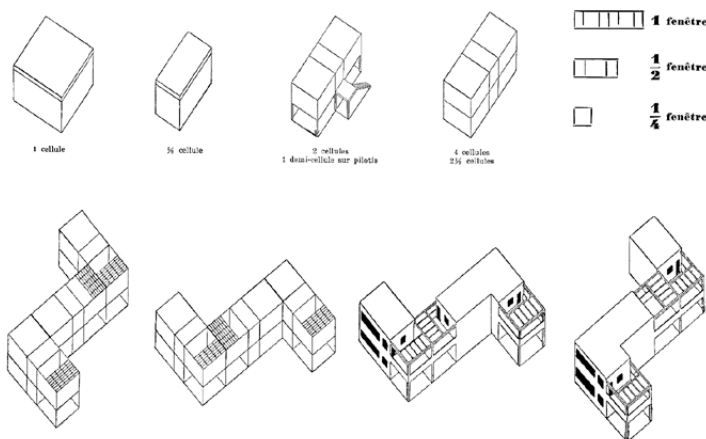 1 fenêtre
1/2 fenêtre
1/4 fenêtre
1 cellule
½ cellule
2 cellules
1 demi-cellule sur pilotis
4 cellules
2½ cellules